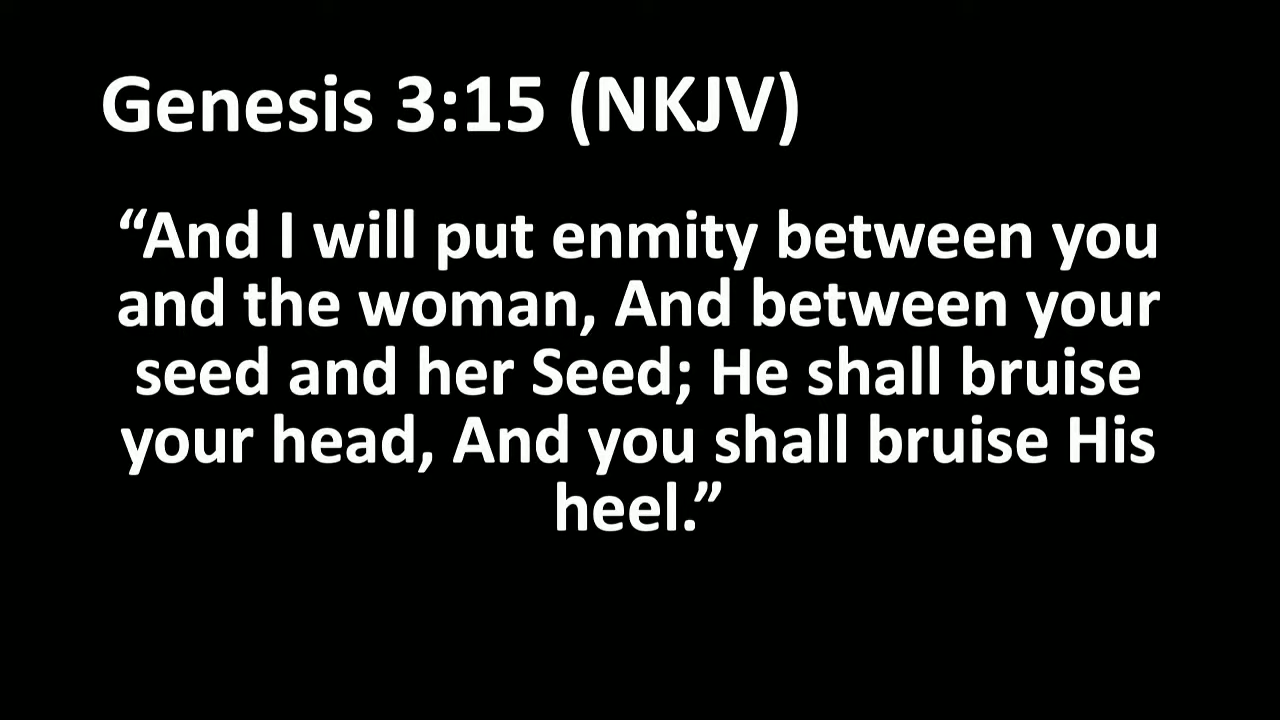 Genesis 3:15 (NKJV)
“And I will put enmity between you
and the woman, And between your
seed and her Seed; He shall bruise
your head, And you shall bruise His
heel.”